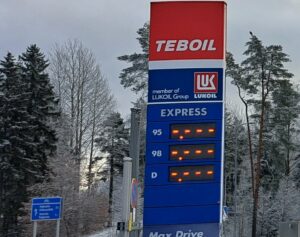 TEBOIL
member of
LUKOIL Group
LUKOIL
EXPRESS
95 -.---
98 -.---
D -.---
Max Drive